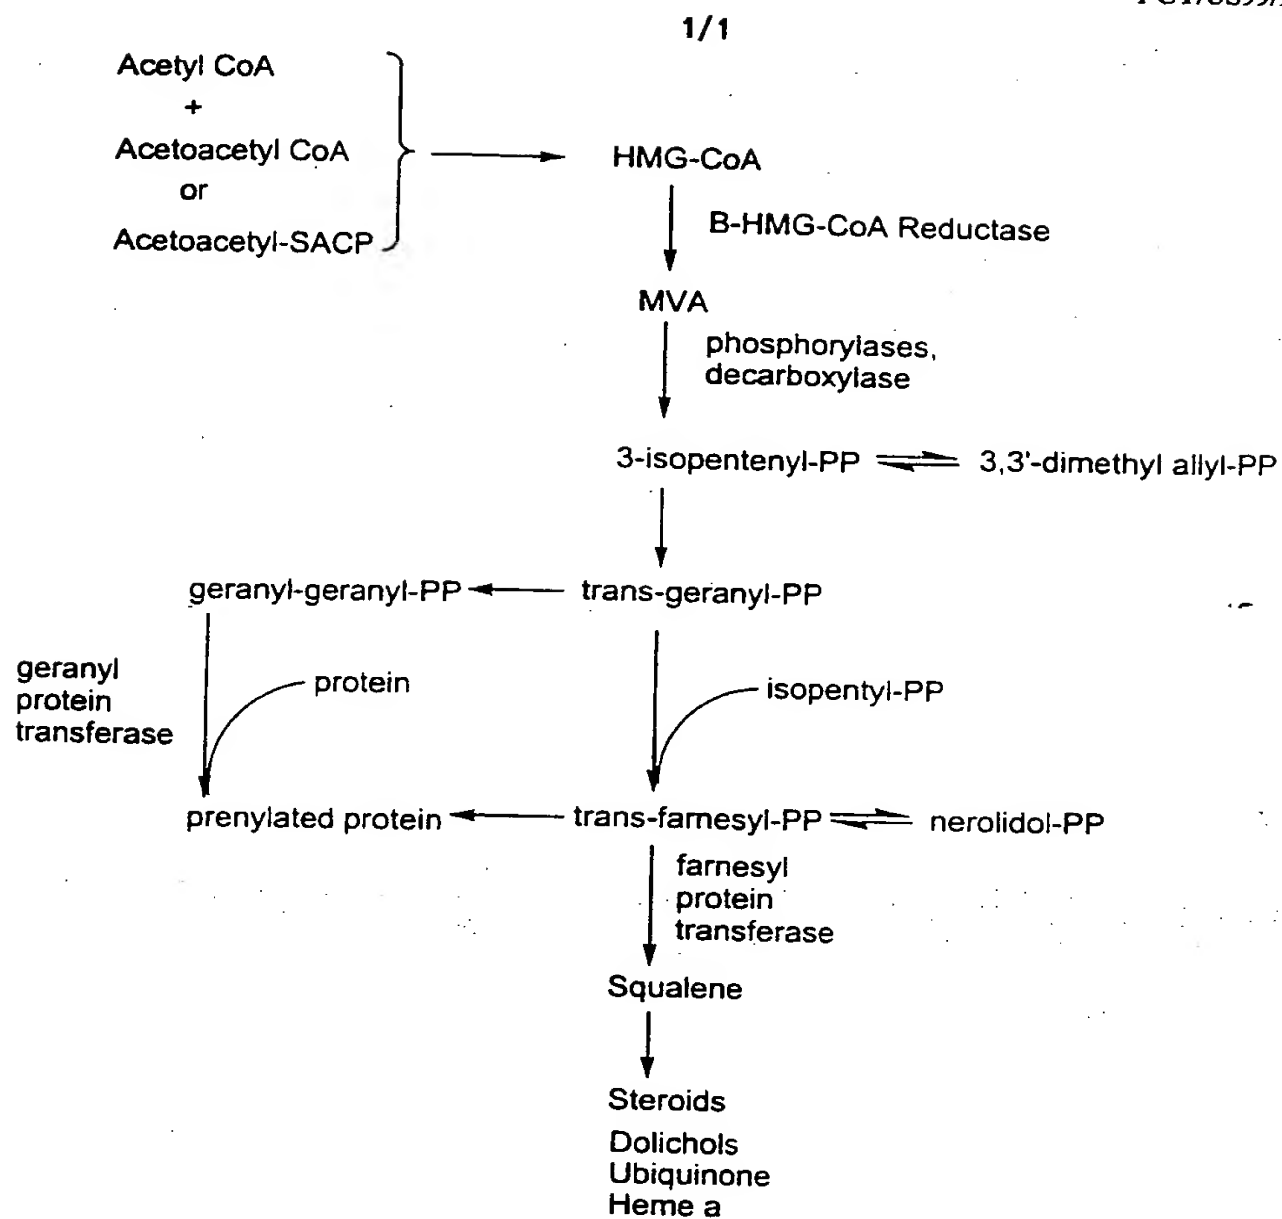 1/1
Acetyl CoA
+
Acetoacetyl CoA
or
Acetoacetyl-SACP
HMG-CoA
B-HMG-CoA Reductase
MVA
phosphorylases,
decarboxylase
3-isopentenyl-PP
3,3'-dimethyl allyl-PP
geranyl-geranyl-PP
trans-geranyl-PP
geranyl
protein
transferase
protein
isopentyl-PP
prenylated protein
trans-farnesyl-PP
nerolidol-PP
farnesyl
protein
transferase
Squalene
Steroids
Dolichols
Ubiquinone
Heme a